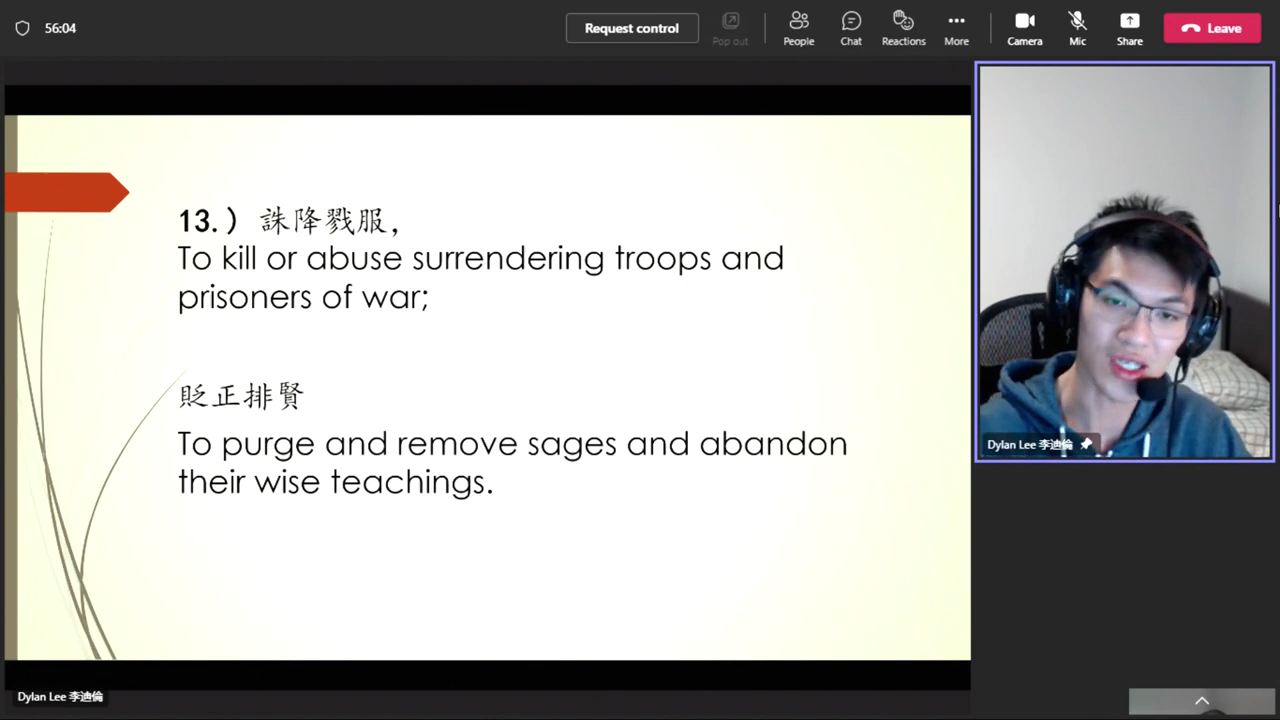 56:04
Request control
Pop out
People
Chat
Reactions
More
Camera
Mic
Share
Leave
13.) 誅降戮服,
To kill or abuse surrendering troops and
prisoners of war;
貶正排賢
To purge and remove sages and abandon
their wise teachings.
Dylan Lee 李迪倫
Dylan Lee 李迪倫